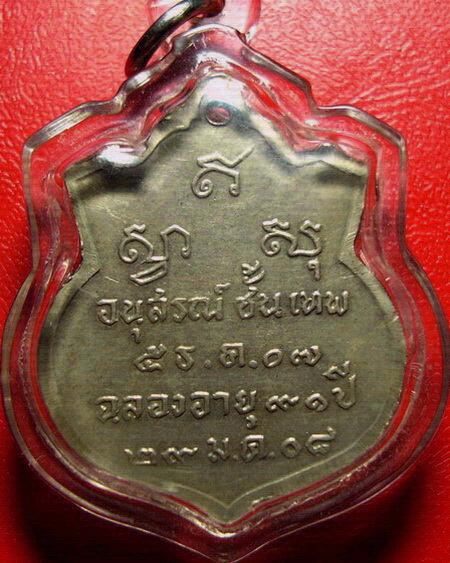 อนุสรณ์ ชั้นเทพ
๕ ธ.ค.๐๗
ฉลองอายุ ๙๑ ปี
๒๙ ม.ค.๐๘